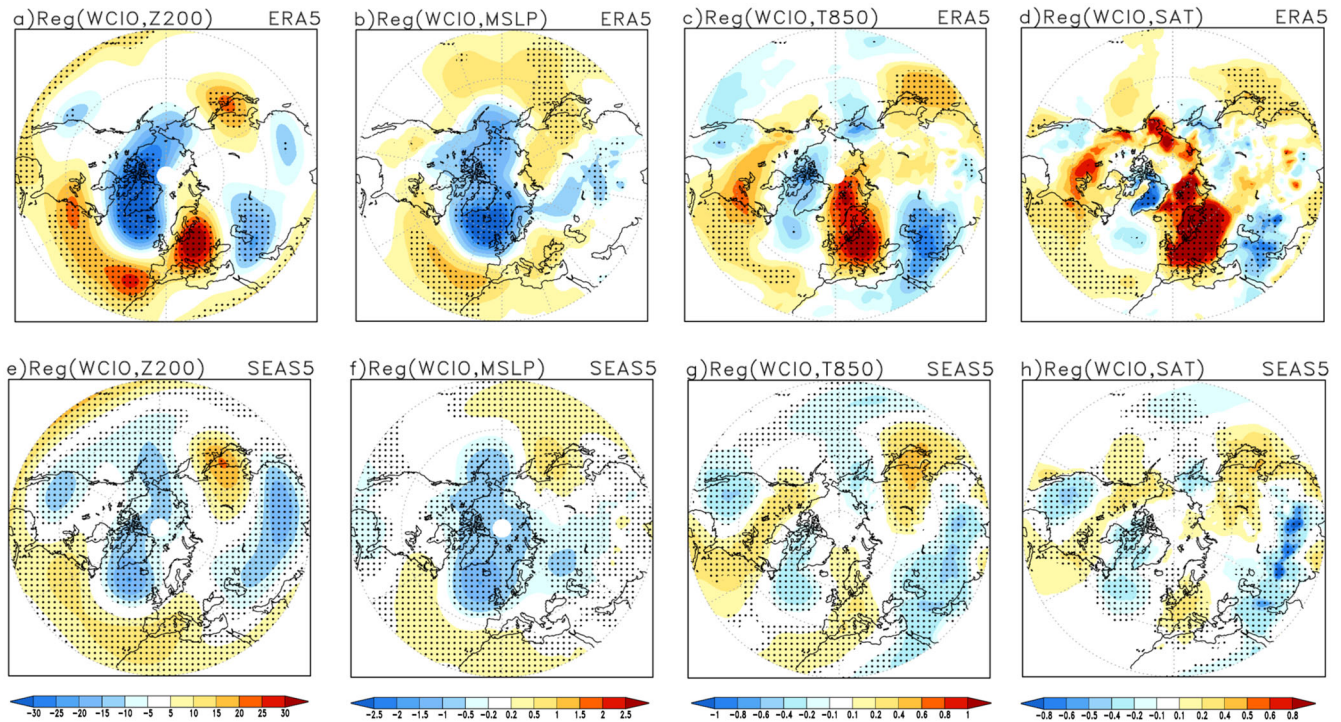 a)Reg(WCIO,Z200) ERA5
b)Reg(WCIO,MSLP) ERA5
c)Reg(WCIO,T850) ERA5
d)Reg(WCIO,SAT) ERA5
e)Reg(WCIO,Z200) SEAS5
f)Reg(WCIO,MSLP) SEAS5
g)Reg(WCIO,T850) SEAS5
h)Reg(WCIO,SAT) SEAS5
-30 -25 -20 -15 -10 -5 5 10 15 20 25 30
-2.5 -2 -1.5 -1 -0.5 -0.2 0.2 0.5 1 1.5 2 2.5
-1 -0.8 -0.6 -0.4 -0.2 -0.1 0.1 0.2 0.4 0.6 0.8 1
-0.8 -0.6 -0.5 -0.4 -0.2 -0.1 0.1 0.2 0.4 0.5 0.6 0.8